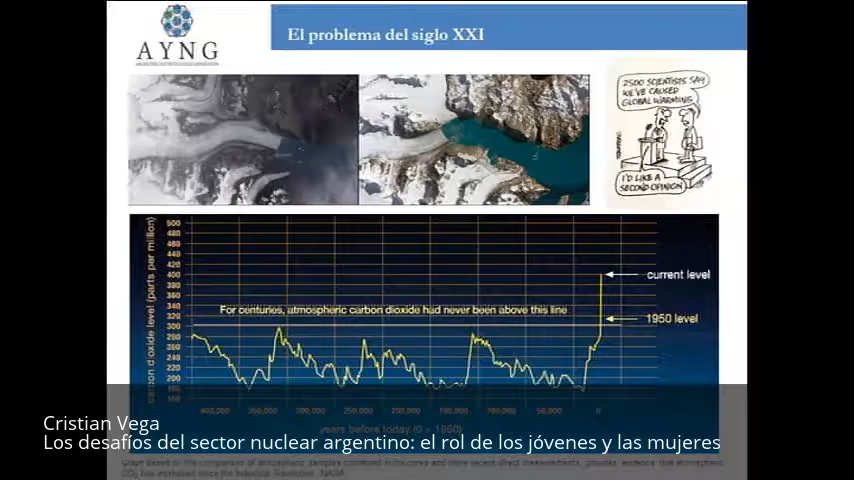 El problema del siglo XXI
AYNG
2500 SCIENTISTS SAY
WE'VE CAUSED
GLOBAL WARMING
I'D LIKE A
SECOND OPINION
carbon dioxide level (parts per million)
500
480
460
440
420
400
380
360
340
320
300
280
260
240
220
200
180
160
For centuries, atmospheric carbon dioxide had never been above this line
current level
1950 level
400,000
350,000
300,000
250,000
200,000
150,000
100,000
50,000
0
years before today (0 = 1950)
Cristian Vega
Los desafíos del sector nuclear argentino: el rol de los jóvenes y las mujeres